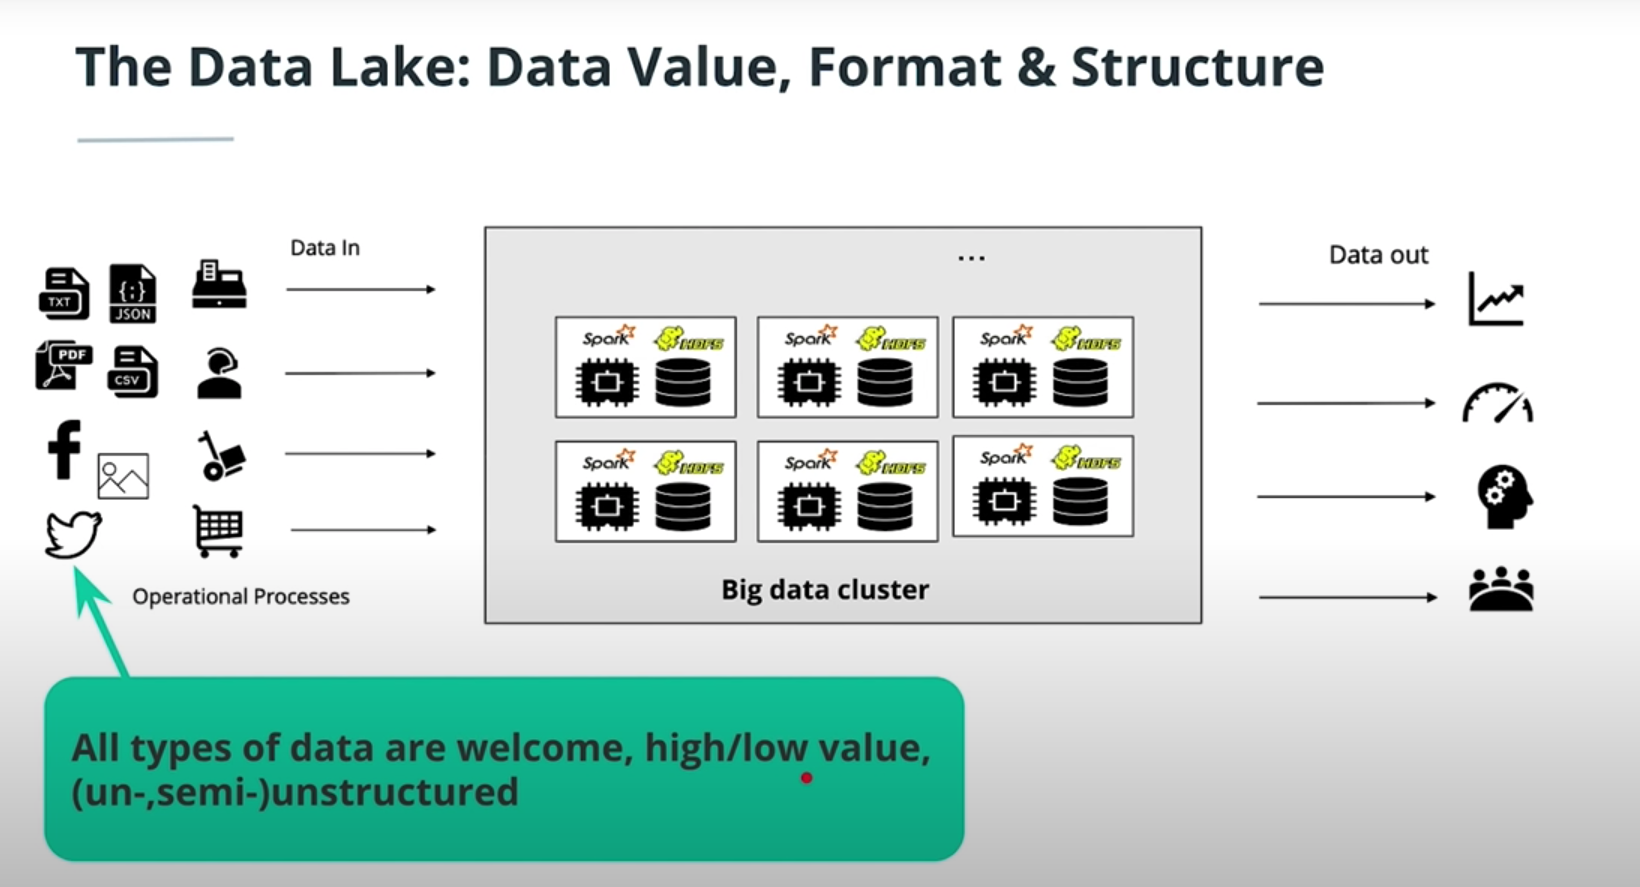 The Data Lake: Data Value, Format & Structure
Data In
Data out
TXT
JSON
PDF
CSV
...
Spark HDFS
Spark HDFS
Spark HDFS
Spark HDFS
Spark HDFS
Spark HDFS
Big data cluster
Operational Processes
All types of data are welcome, high/low value,
(un-,semi-)unstructured